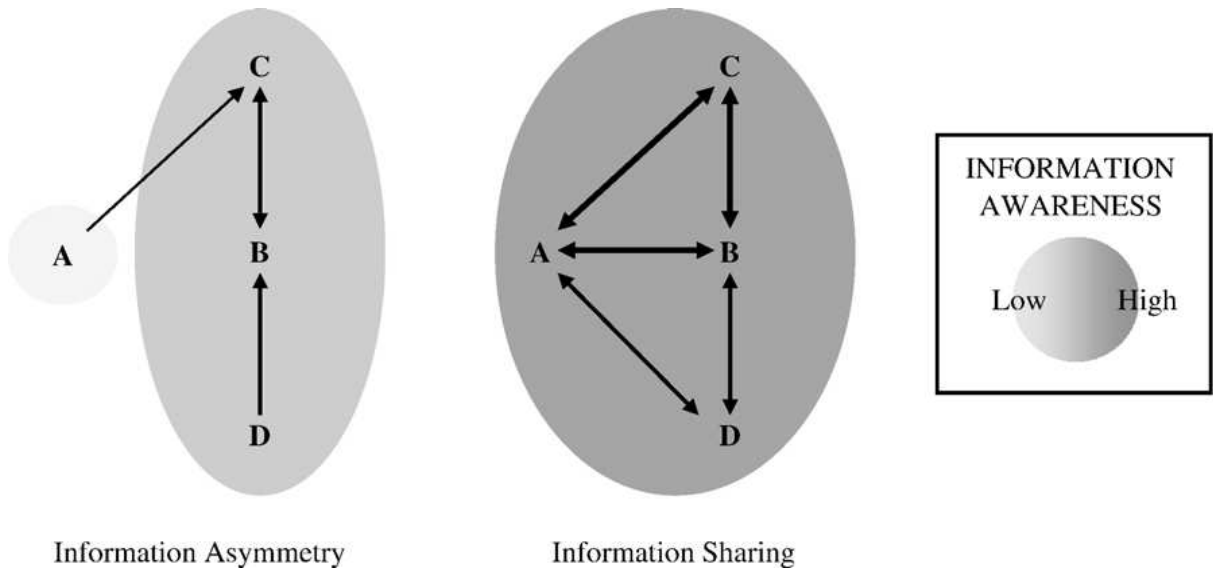 C
A
B
D
Information Asymmetry
C
A
B
D
Information Sharing
INFORMATION
AWARENESS
Low High